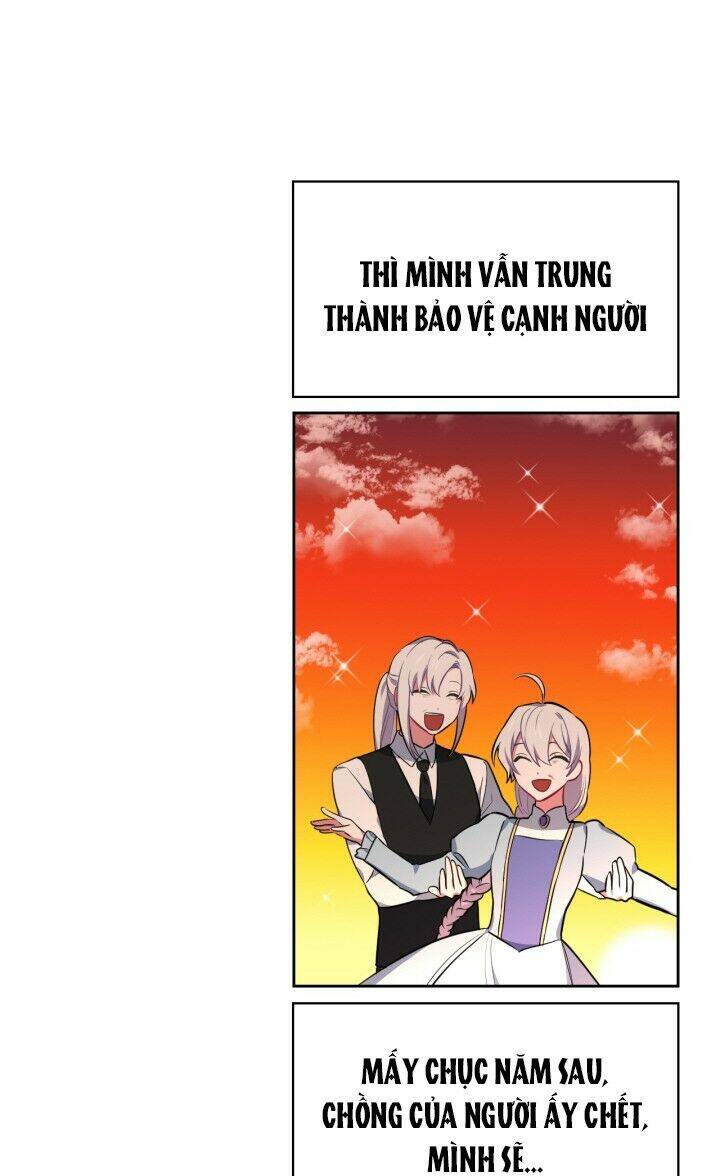 THÌ MÌNH VẪN TRUNG
THÀNH BẢO VỆ CẠNH NGƯỜI
MẤY CHỤC NĂM SAU,
CHỒNG CỦA NGƯỜI ẤY CHẾT,
MÌNH SẼ...